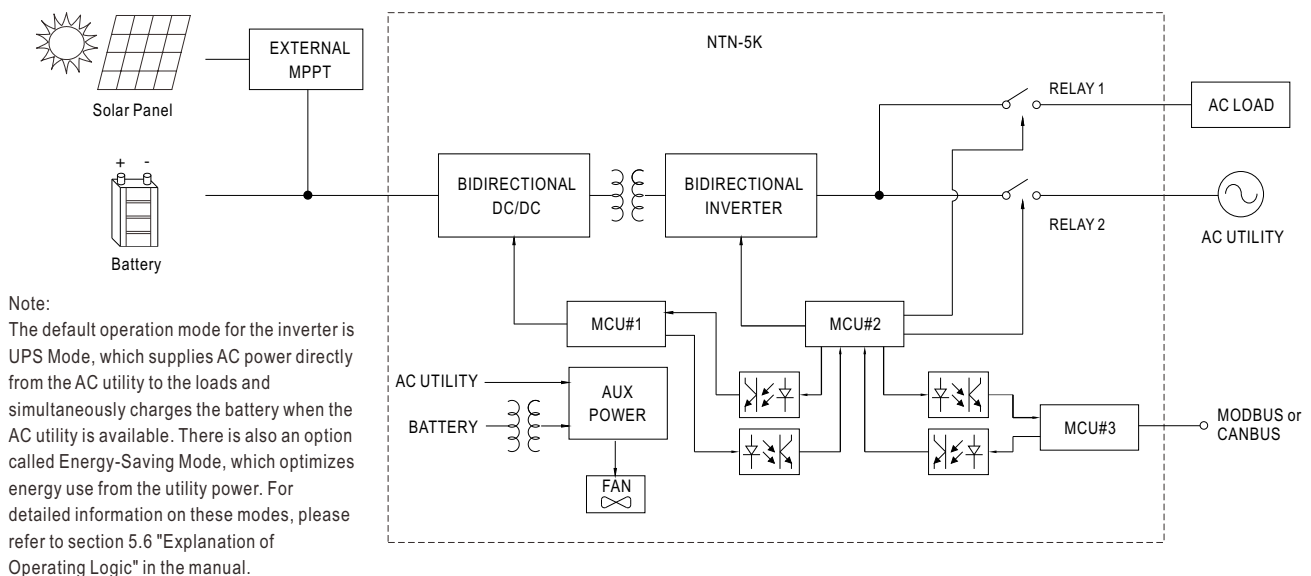 NTN-5K
EXTERNAL
MPPT
Solar Panel
RELAY 1
AC LOAD
+ -
Battery
BIDIRECTIONAL
DC/DC
BIDIRECTIONAL
INVERTER
RELAY 2
AC UTILITY
Note:
The default operation mode for the inverter is
UPS Mode, which supplies AC power directly
from the AC utility to the loads and
simultaneously charges the battery when the
AC utility is available. There is also an option
called Energy-Saving Mode, which optimizes
energy use from the utility power. For
detailed information on these modes, please
refer to section 5.6 "Explanation of
Operating Logic" in the manual.
MCU#1
MCU#2
AC UTILITY
BATTERY
AUX
POWER
FAN
MCU#3
MODBUS or
CANBUS